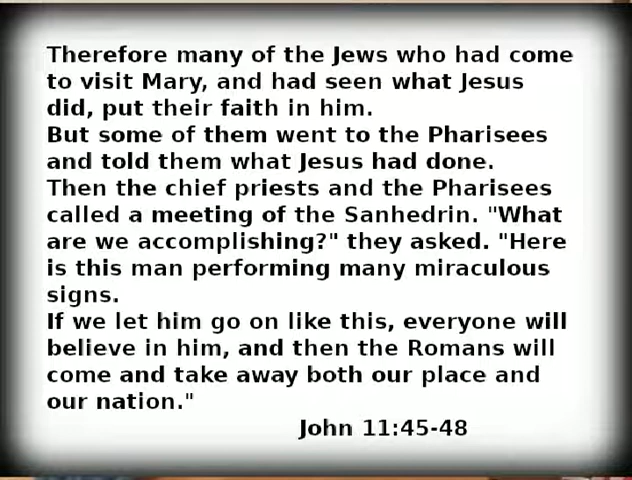 Therefore many of the Jews who had come
to visit Mary, and had seen what Jesus
did, put their faith in him.
But some of them went to the Pharisees
and told them what Jesus had done.
Then the chief priests and the Pharisees
called a meeting of the Sanhedrin. "What
are we accomplishing?" they asked. "Here
is this man performing many miraculous
signs.
If we let him go on like this, everyone will
believe in him, and then the Romans will
come and take away both our place and
our nation."
John 11:45-48